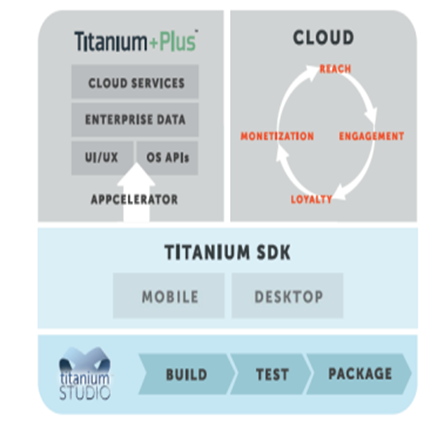 Titanium+Plus
CLOUD SERVICES
ENTERPRISE DATA
UI/UX
OS APIs
APPCELERATOR
CLOUD
REACH
ENGAGEMENT
LOYALTY
MONETIZATION
TITANIUM SDK
MOBILE
DESKTOP
titanium
STUDIO
BUILD
TEST
PACKAGE